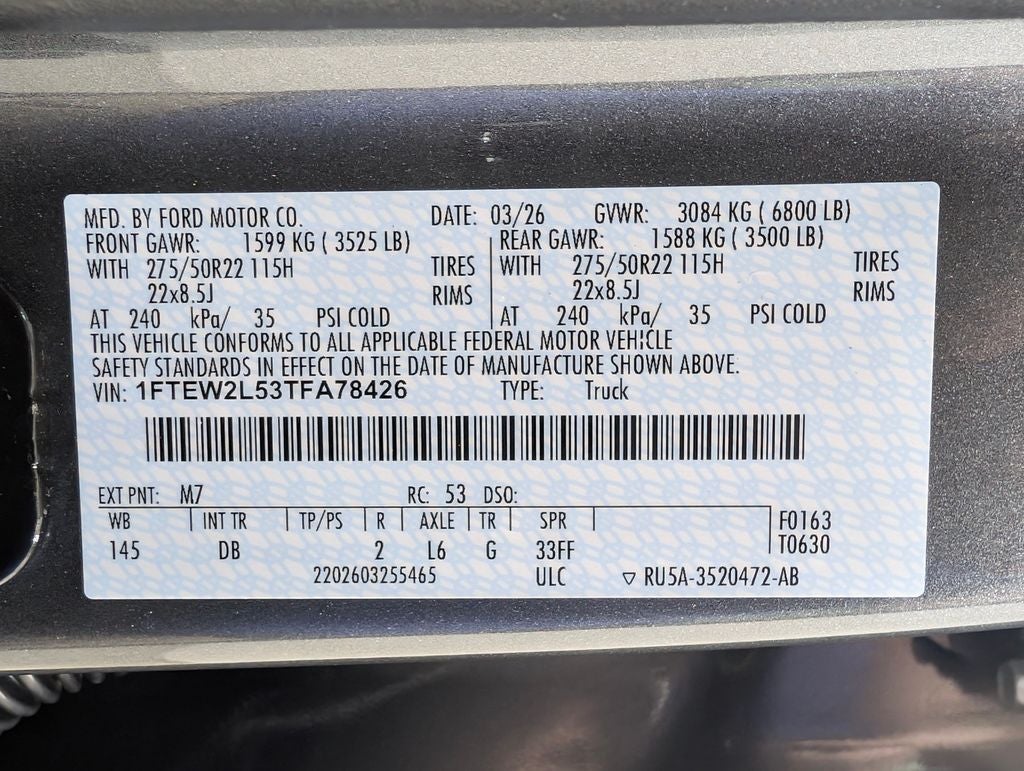 MFD. BY FORD MOTOR CO. DATE: 03/26 GVWR: 3084 KG ( 6800 LB)
FRONT GAWR: 1599 KG ( 3525 LB) REAR GAWR: 1588 KG ( 3500 LB)
WITH 275/50R22 115H TIRES WITH 275/50R22 115H TIRES
22x8.5J RIMS 22x8.5J RIMS
AT 240 kPa/ 35 PSI COLD AT 240 kPa/ 35 PSI COLD
THIS VEHICLE CONFORMS TO ALL APPLICABLE FEDERAL MOTOR VEHICLE
SAFETY STANDARDS IN EFFECT ON THE DATE OF MANUFACTURE SHOWN ABOVE.
VIN: 1FTEW2L53TFA78426 TYPE: Truck
EXT PNT: M7 RC: 53 DSO:
WB INT TR TP/PS R AXLE TR SPR F0163
145 DB 2 L6 G 33FF T0630
2202603255465 ULC ▽ RU5A-3520472-AB